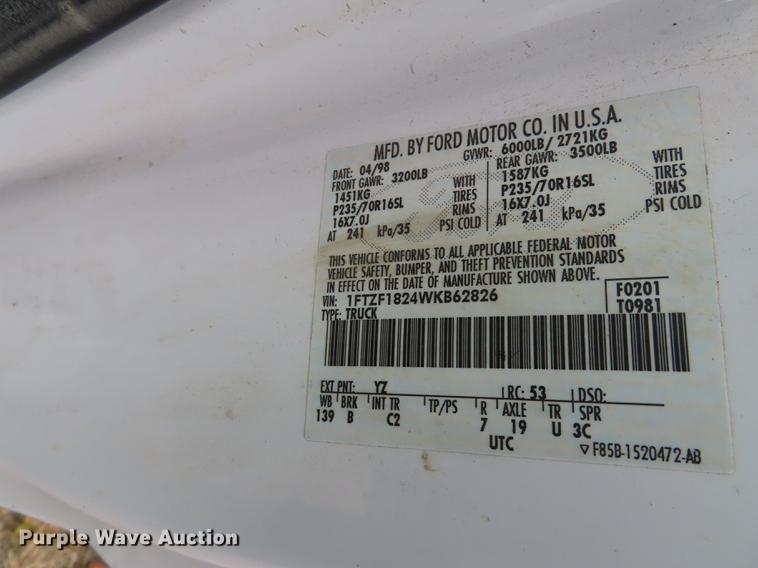 MFD. BY FORD MOTOR CO. IN U.S.A.
DATE 04/98 GVWR: 6000LB/ 2721KG
FRONT GAWR: 3200LB REAR GAWR: 3500LB
1451KG WITH 1587KG WITH
P235/70R16SL TIRES P235/70R16SL TIRES
16X7.0J RIMS 16X7.0J RIMS
AT 241 kPa/35 PSI COLD AT 241 kPa/35 PSI COLD
THIS VEHICLE CONFORMS TO ALL APPLICABLE FEDERAL MOTOR
VEHICLE SAFETY, BUMPER, AND THEFT PREVENTION STANDARDS
IN EFFECT ON THE DATE OF MANUFACTURE SHOWN ABOVE.
VIN: 1FTZF1824WKB62826 F0201
TYPE: TRUCK T0981
EXT PNT: YZ RC: 53 DSO:
WB BRK INT TR TP/PS R AXLE TR SPR
139 B C2 7 19 U 3C
UTC
▽F85B-1520472-AB
Purple Wave Auction